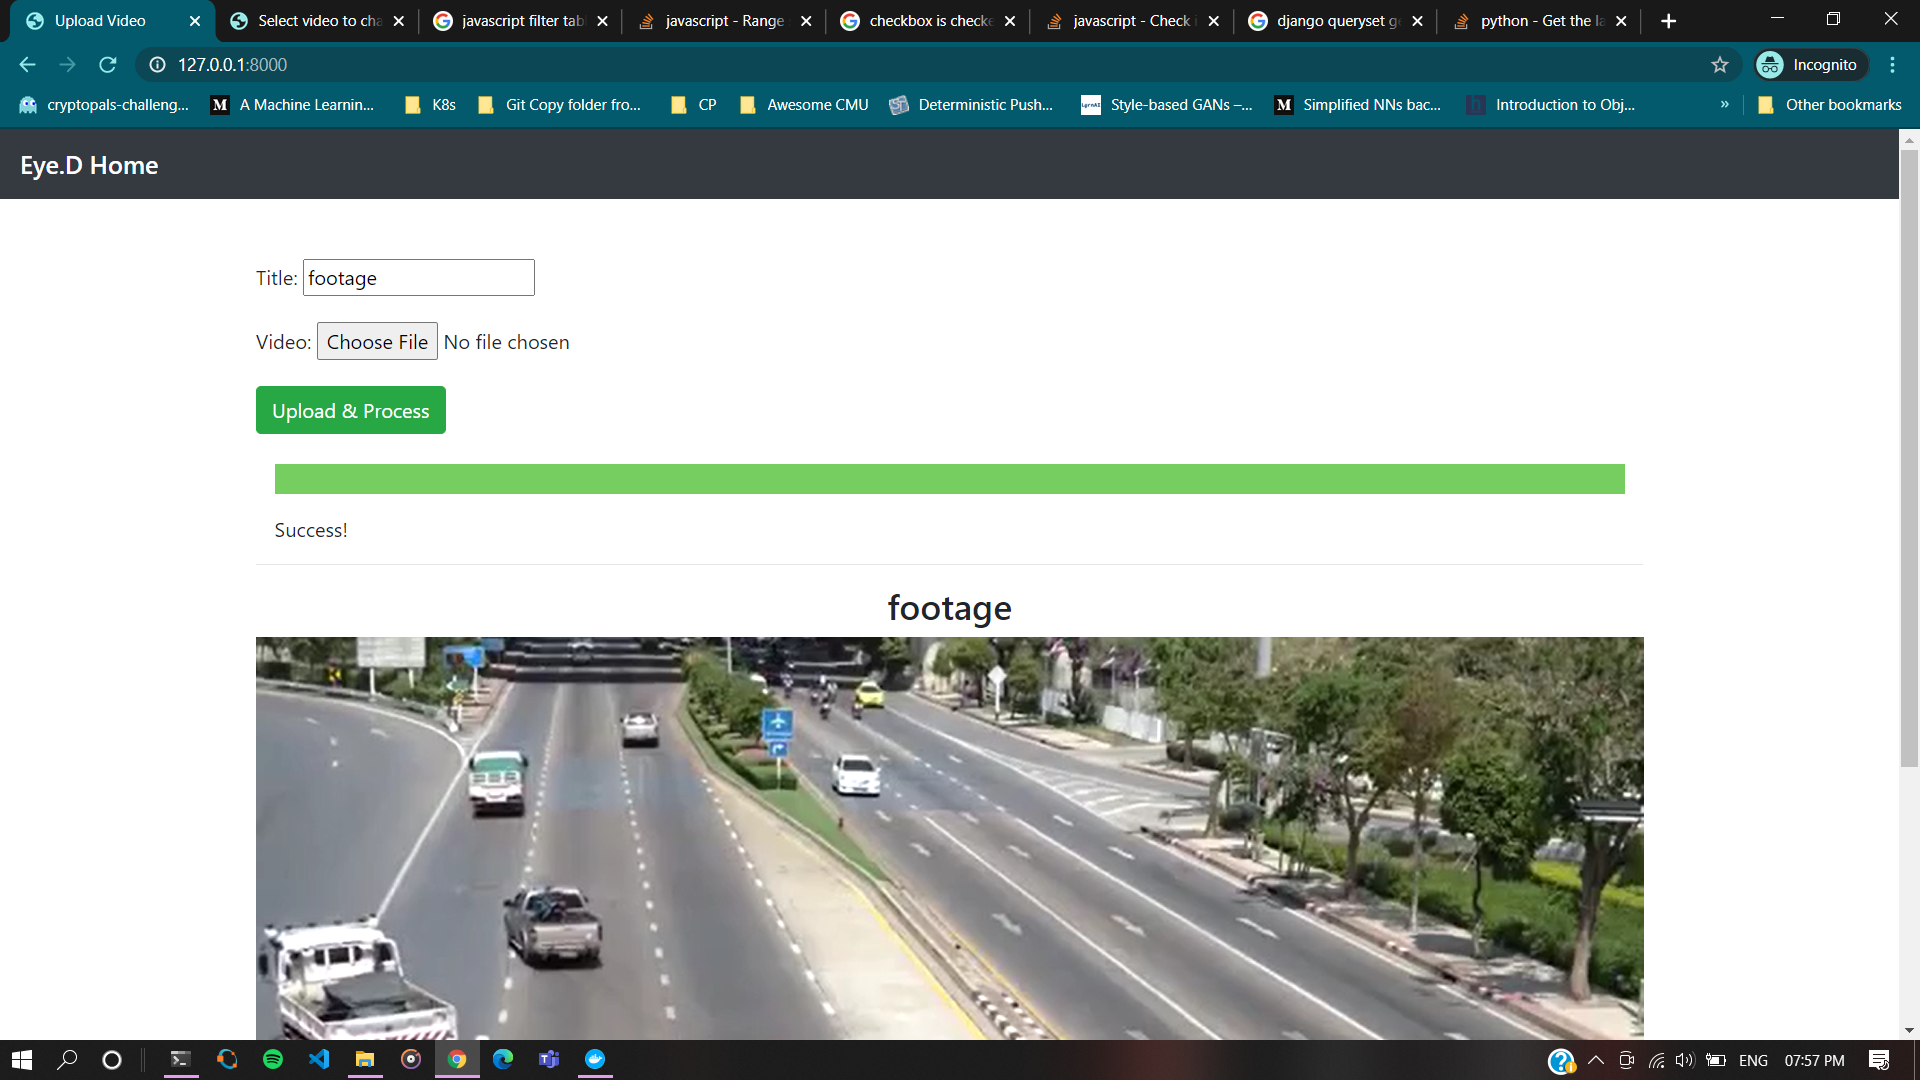 Upload Video
Select video to cha
javascript filter tab
javascript - Range
checkbox is checke
javascript - Check i
django queryset ge
python - Get the la
127.0.0.1:8000
Incognito
cryptopals-challeng...
M A Machine Learnin...
K8s
Git Copy folder fro...
CP
Awesome CMU
Deterministic Push...
Style-based GANs –...
M Simplified NNs bac...
Introduction to Obj...
»
Other bookmarks
Eye.D Home
Title: footage
Video: Choose File No file chosen
Upload & Process
Success!
footage
ENG
07:57 PM